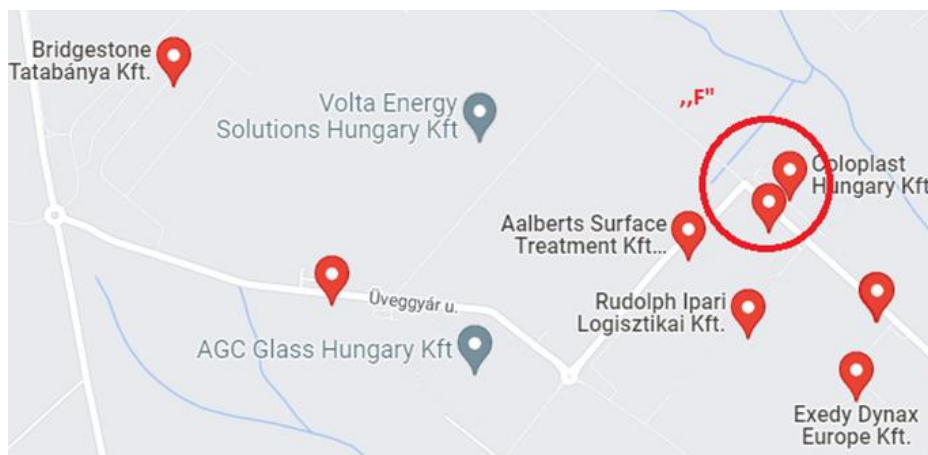 Bridgestone
Tatabánya Kft.
Volta Energy
Solutions Hungary Kft
,,F"
Coloplast
Hungary Kft
Aalberts Surface
Treatment Kft...
Rudolph Ipari
Logisztikai Kft.
Üveggyár u.
AGC Glass Hungary Kft
Exedy Dynax
Europe Kft.